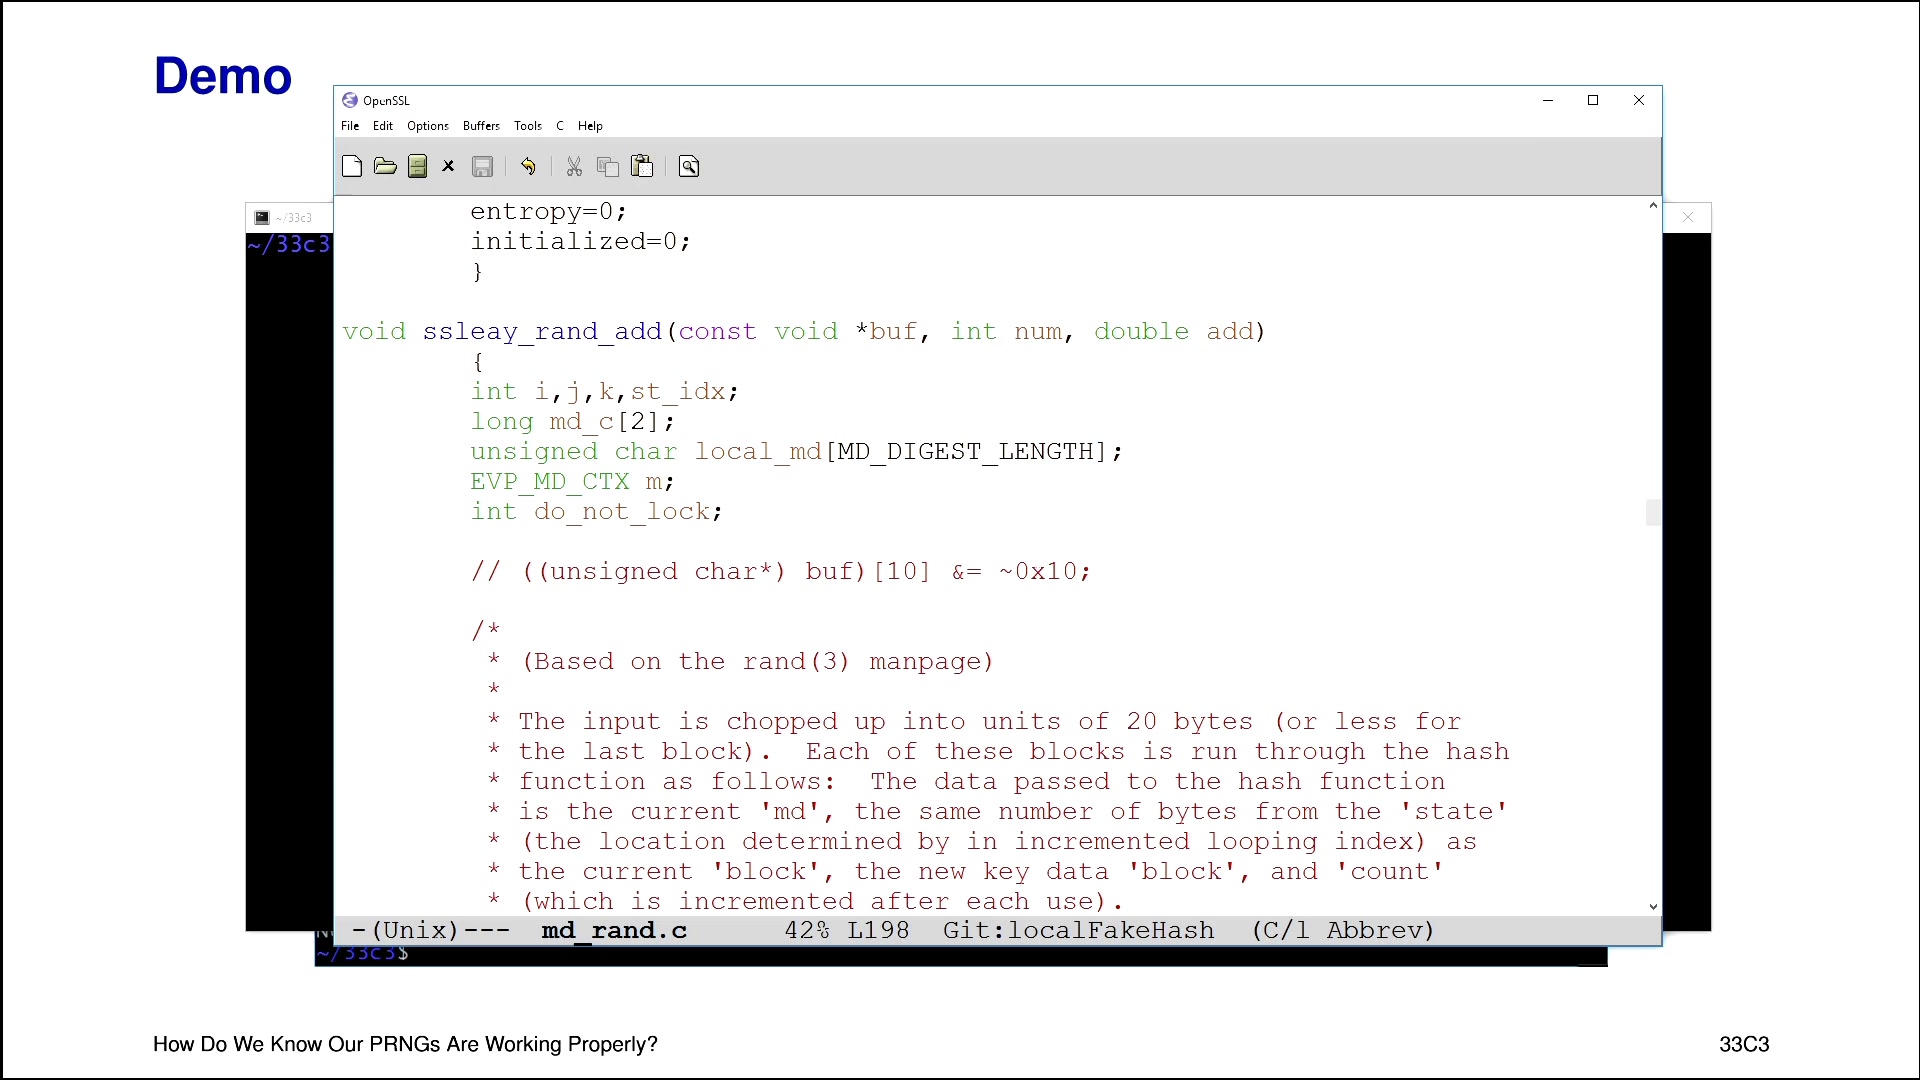 Demo
OpenSSL
File Edit Options Buffers Tools C Help
~/33c3
~/33c3
entropy=0;
initialized=0;
}
void ssleay_rand_add(const void *buf, int num, double add)
{
int i,j,k,st_idx;
long md_c[2];
unsigned char local_md[MD_DIGEST_LENGTH];
EVP_MD_CTX m;
int do_not_lock;
// ((unsigned char*) buf)[10] &= ~0x10;
/*
* (Based on the rand(3) manpage)
*
* The input is chopped up into units of 20 bytes (or less for
* the last block).  Each of these blocks is run through the hash
* function as follows:  The data passed to the hash function
* is the current 'md', the same number of bytes from the 'state'
* (the location determined by in incremented looping index) as
* the current 'block', the new key data 'block', and 'count'
* (which is incremented after each use).
-(Unix)--- md_rand.c 42% L198 Git:localFakeHash (C/l Abbrev)
~/33c3$
How Do We Know Our PRNGs Are Working Properly?
33C3